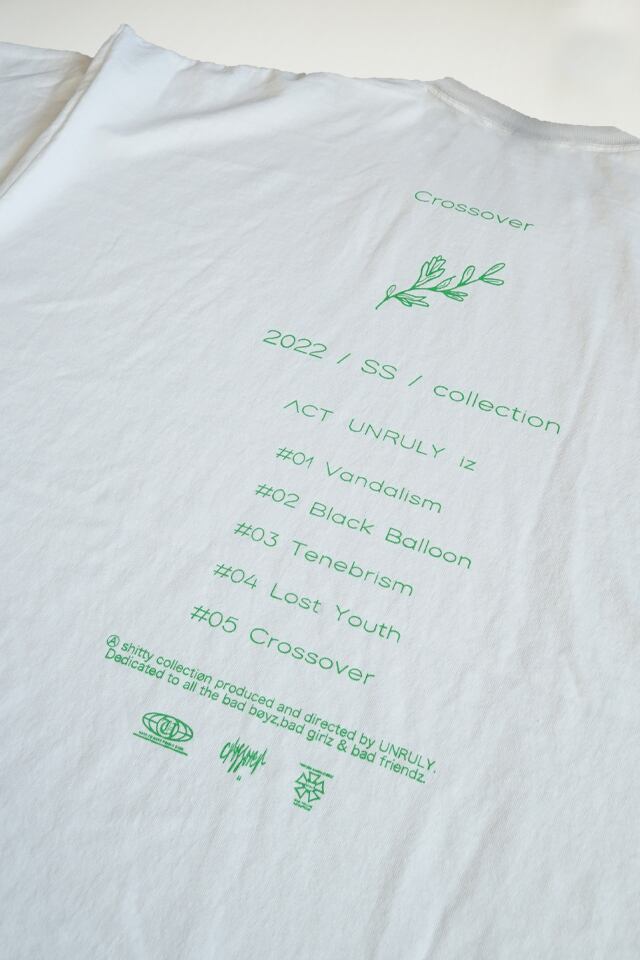 Crossover
2022 / SS / collection
ΛCT UNRULY iz
#01 Vandalism
#02 Black Balloon
#03 Tenebrism
#04 Lost Youth
#05 Crossover
Ⓐ shitty collectiøn produced and directed by UNRULY.
Dedicated to all the bad bøyz,bad girlz & bad friendz.